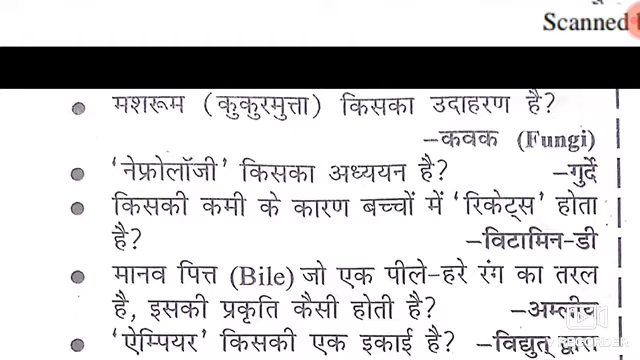 Scanned
मशरूम (कुकुरमुत्ता) किसका उदाहरण है?
–कवक (Fungi)
'नेफ्रोलॉजी' किसका अध्ययन है? –गुर्दे
किसकी कमी के कारण बच्चों में 'रिकेट्स' होता
है? –विटामिन-डी
मानव पित्त (Bile) जो एक पीले-हरे रंग का तरल
है, इसकी प्रकृति कैसी होती है? –अम्लीय
'ऐम्पियर' किसकी एक इकाई है? –विद्युत